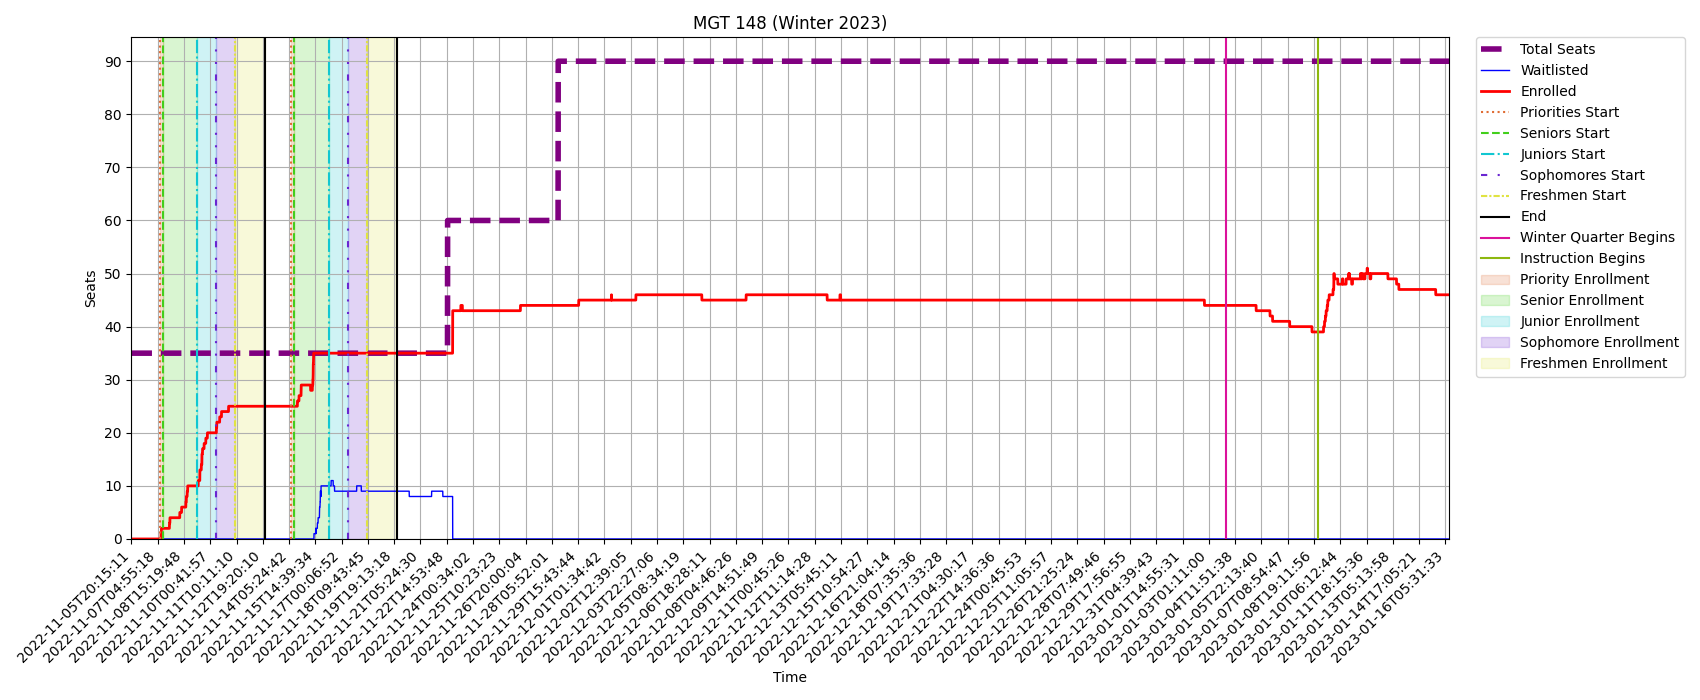 MGT 148 (Winter 2023)
Seats
90
80
70
60
50
40
30
20
10
0
2022-11-05T20:15:11
2022-11-07T04:55:18
2022-11-08T15:19:48
2022-11-10T00:41:57
2022-11-11T10:11:10
2022-11-12T19:20:10
2022-11-14T05:24:42
2022-11-15T14:39:34
2022-11-17T00:06:52
2022-11-18T09:43:45
2022-11-19T19:13:18
2022-11-21T05:24:30
2022-11-22T14:53:48
2022-11-24T00:34:02
2022-11-25T10:23:23
2022-11-26T20:00:04
2022-11-28T05:52:01
2022-11-29T15:43:44
2022-12-01T01:34:42
2022-12-02T12:39:05
2022-12-03T22:27:06
2022-12-05T08:34:19
2022-12-06T18:28:11
2022-12-08T04:46:26
2022-12-09T14:51:49
2022-12-11T00:45:26
2022-12-12T11:14:28
2022-12-13T05:45:11
2022-12-15T10:54:27
2022-12-16T21:04:14
2022-12-18T07:35:36
2022-12-19T17:33:28
2022-12-21T04:30:17
2022-12-22T14:36:36
2022-12-24T00:45:53
2022-12-25T11:05:57
2022-12-26T21:25:24
2022-12-28T07:49:46
2022-12-29T17:56:55
2022-12-31T04:39:43
2023-01-01T14:55:31
2023-01-03T01:11:00
2023-01-04T11:51:38
2023-01-05T22:13:40
2023-01-07T08:54:47
2023-01-08T19:11:56
2023-01-10T06:12:44
2023-01-11T18:15:36
2023-01-13T05:13:58
2023-01-14T17:05:21
2023-01-16T05:31:33
Time
Total Seats
Waitlisted
Enrolled
Priorities Start
Seniors Start
Juniors Start
Sophomores Start
Freshmen Start
End
Winter Quarter Begins
Instruction Begins
Priority Enrollment
Senior Enrollment
Junior Enrollment
Sophomore Enrollment
Freshmen Enrollment